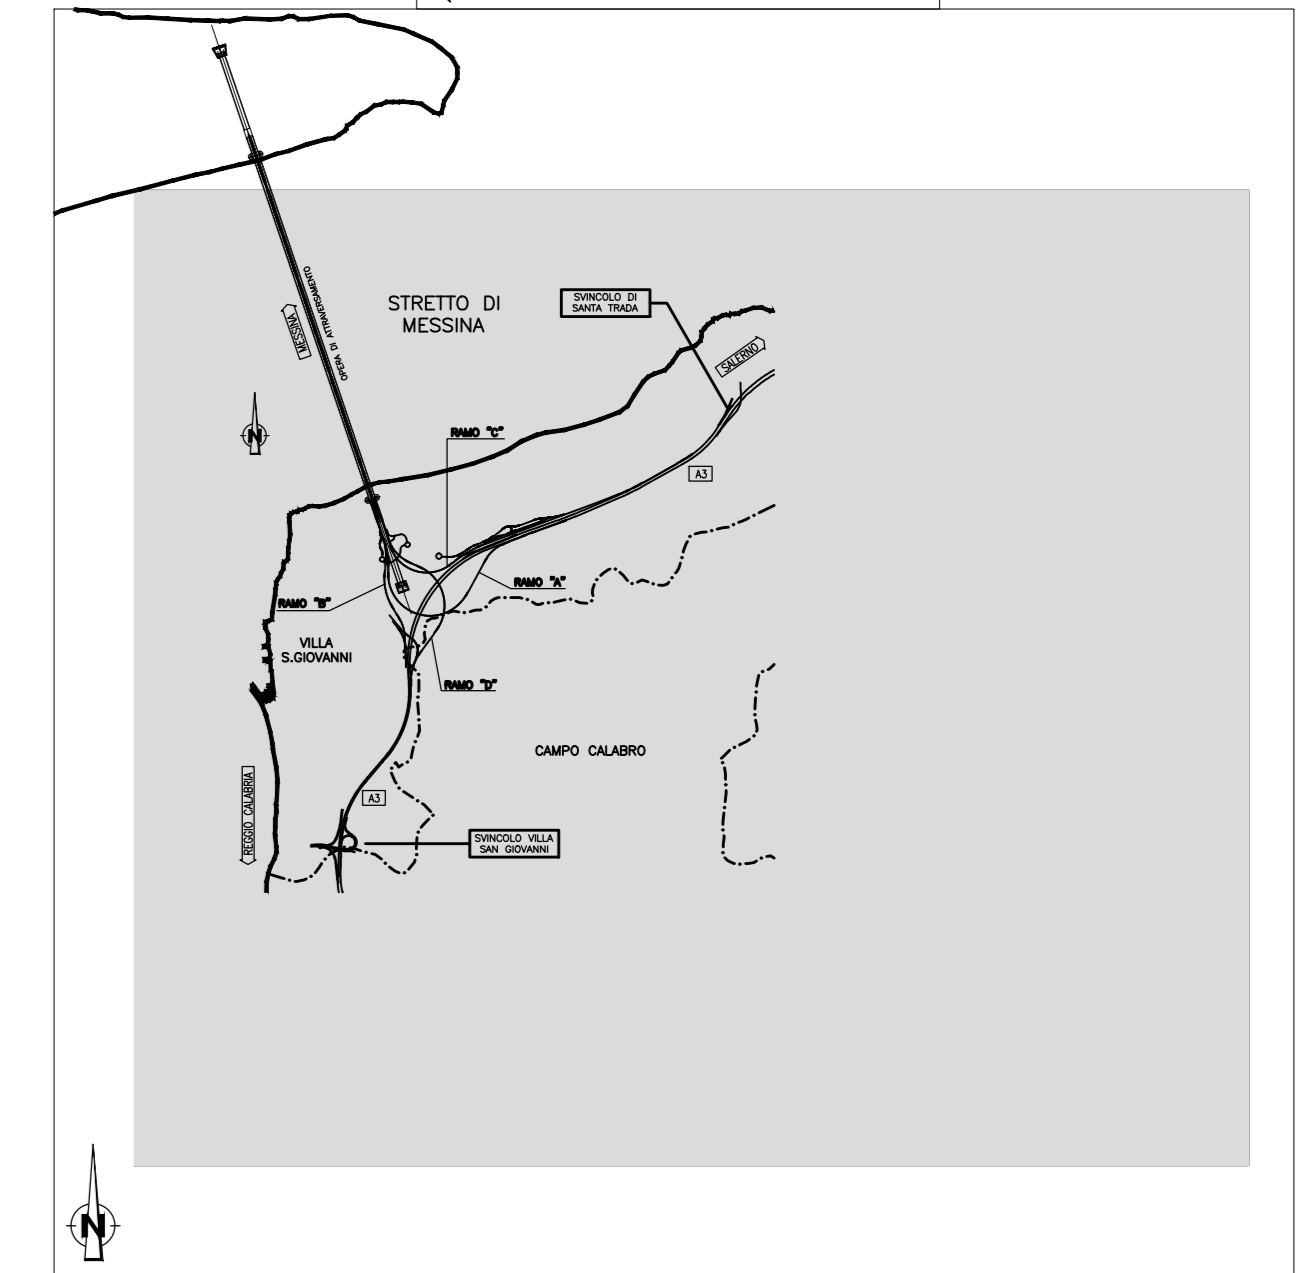 STRETTO DI
MESSINA
SVINCOLO DI
SANTA TRADA
OPERA DI ATTRAVERSAMENTO
MESSINA
SALERNO
N
RAMO "C"
A3
RAMO "A"
RAMO "B"
VILLA
S.GIOVANNI
RAMO "D"
CAMPO CALABRO
REGGIO CALABRIA
A3
SVINCOLO VILLA
SAN GIOVANNI
N